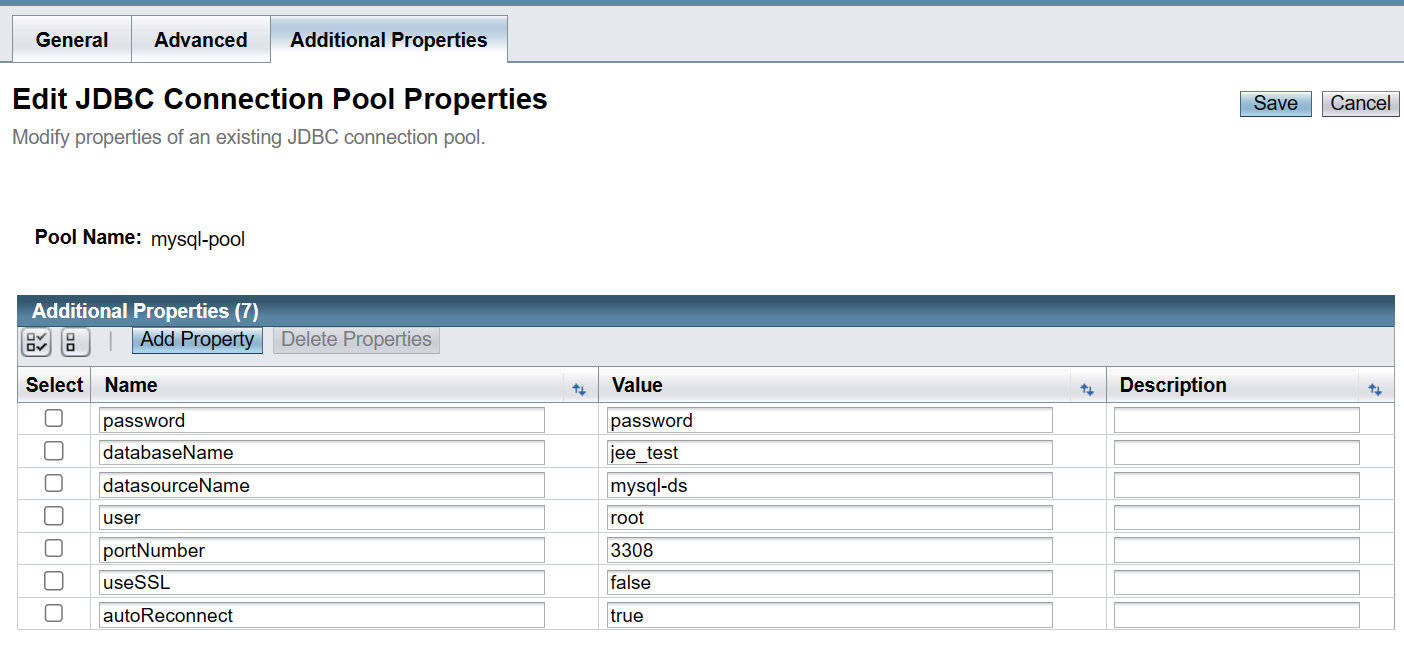 General Advanced Additional Properties
Edit JDBC Connection Pool Properties
Save Cancel
Modify properties of an existing JDBC connection pool.
Pool Name: mysql-pool
Additional Properties (7)
Add Property Delete Properties
Select Name Value Description
password password
databaseName jee_test
datasourceName mysql-ds
user root
portNumber 3308
useSSL false
autoReconnect true